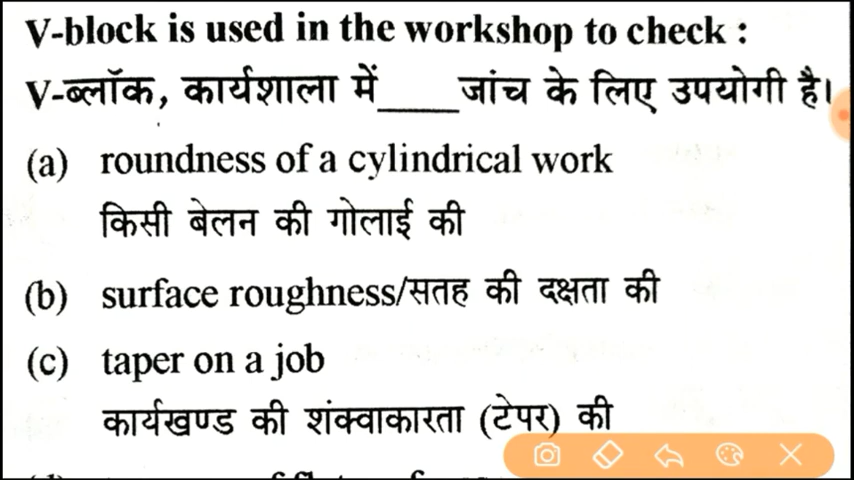 V-block is used in the workshop to check :
V-ब्लॉक, कार्यशाला में____जांच के लिए उपयोगी है।
(a) roundness of a cylindrical work
किसी बेलन की गोलाई की
(b) surface roughness/सतह की दक्षता की
(c) taper on a job
कार्यखण्ड की शंक्वाकारता (टेपर) की